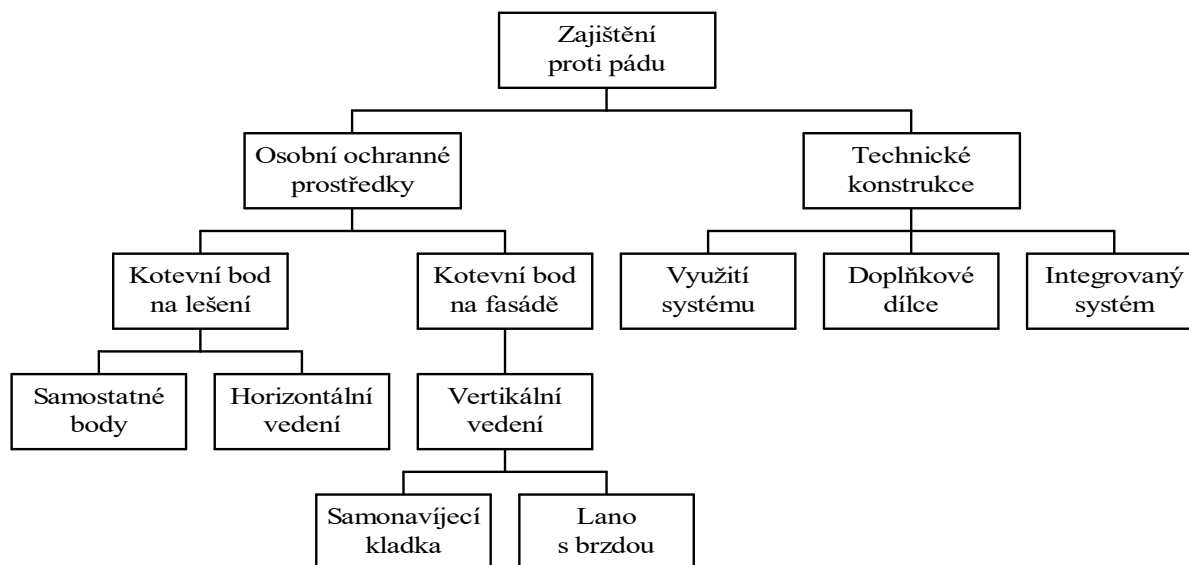 Zajištění
proti pádu
Osobní ochranné
prostředky
Technické
konstrukce
Kotevní bod
na lešení
Kotevní bod
na fasádě
Využití
systému
Doplňkové
dílce
Integrovaný
systém
Samostatné
body
Horizontální
vedení
Vertikální
vedení
Samonavíjecí
kladka
Lano
s brzdou